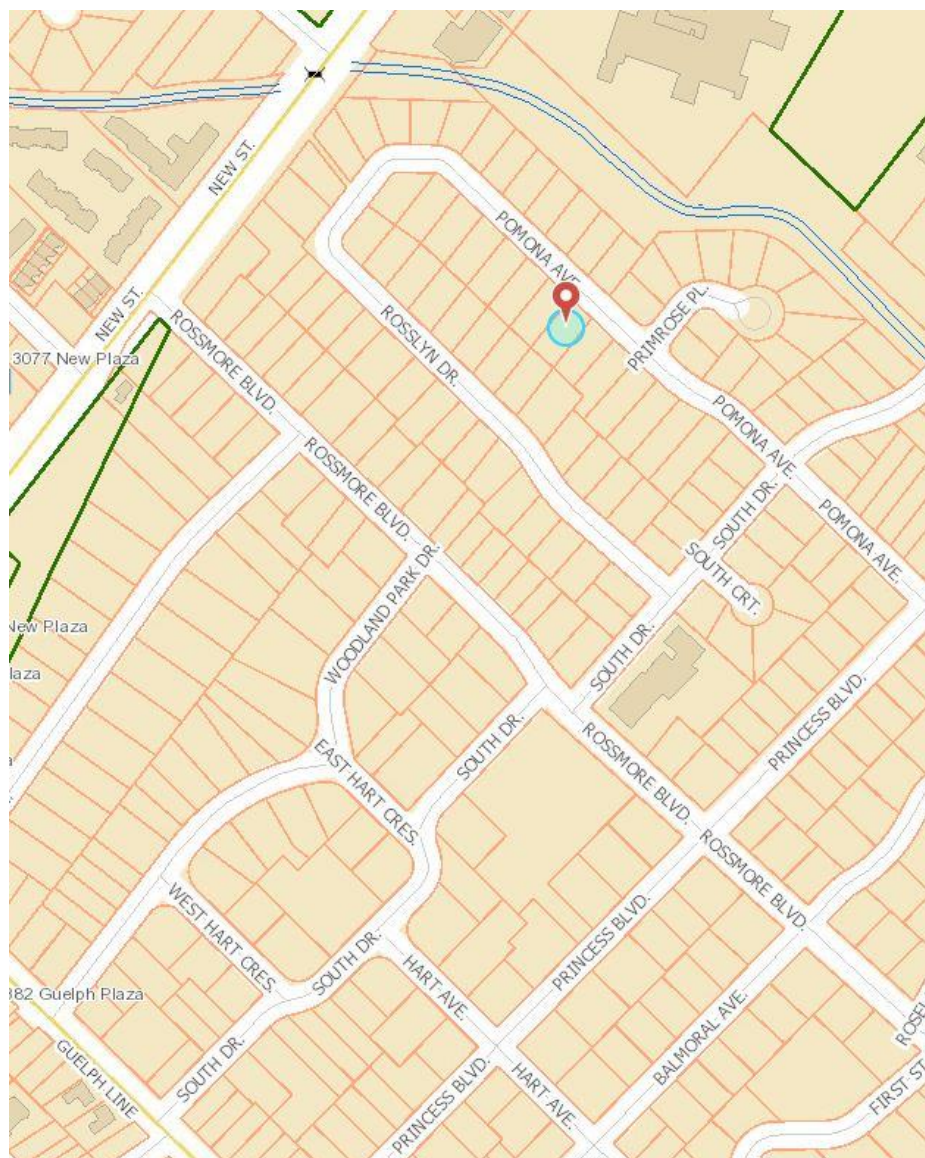 NEW ST.
POMONA AVE.
PRIMROSE PL.
NEW ST.
ROSSMORE BLVD.
ROSSLYN DR.
3077 New Plaza
POMONA AVE.
ROSSMORE BLVD.
SOUTH DR.
POMONA AVE.
WOODLAND PARK DR.
SOUTH CRT.
New Plaza
SOUTH DR.
laza
PRINCESS BLVD.
EAST HART CRES.
SOUTH DR.
ROSSMORE BLVD.
ROSSMORE BLVD.
WEST HART CRES.
SOUTH DR.
PRINCESS BLVD.
HART AVE.
382 Guelph Plaza
BALMORAL AVE.
ROSEL
GUELPH LINE
SOUTH DR.
PRINCESS BLVD.
HART AVE.
FIRST ST